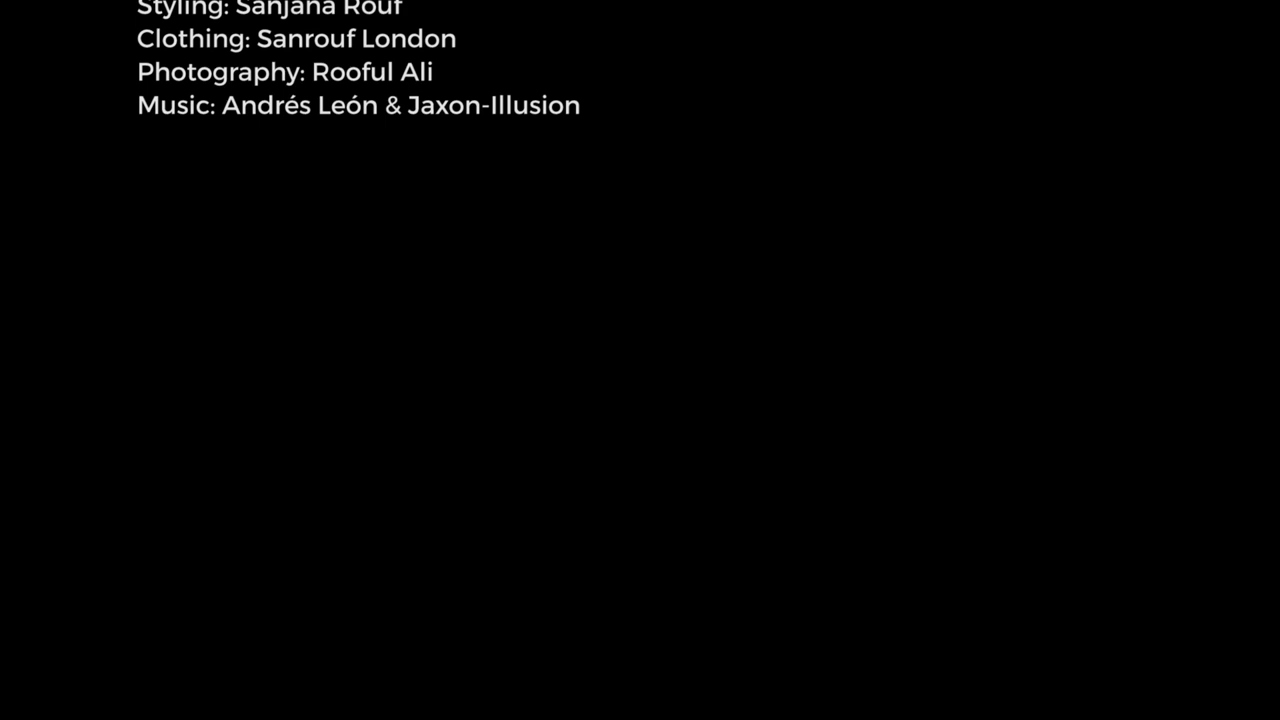 Styling: Sanjana Rouf
Clothing: Sanrouf London
Photography: Rooful Ali
Music: Andrés León & Jaxon-Illusion